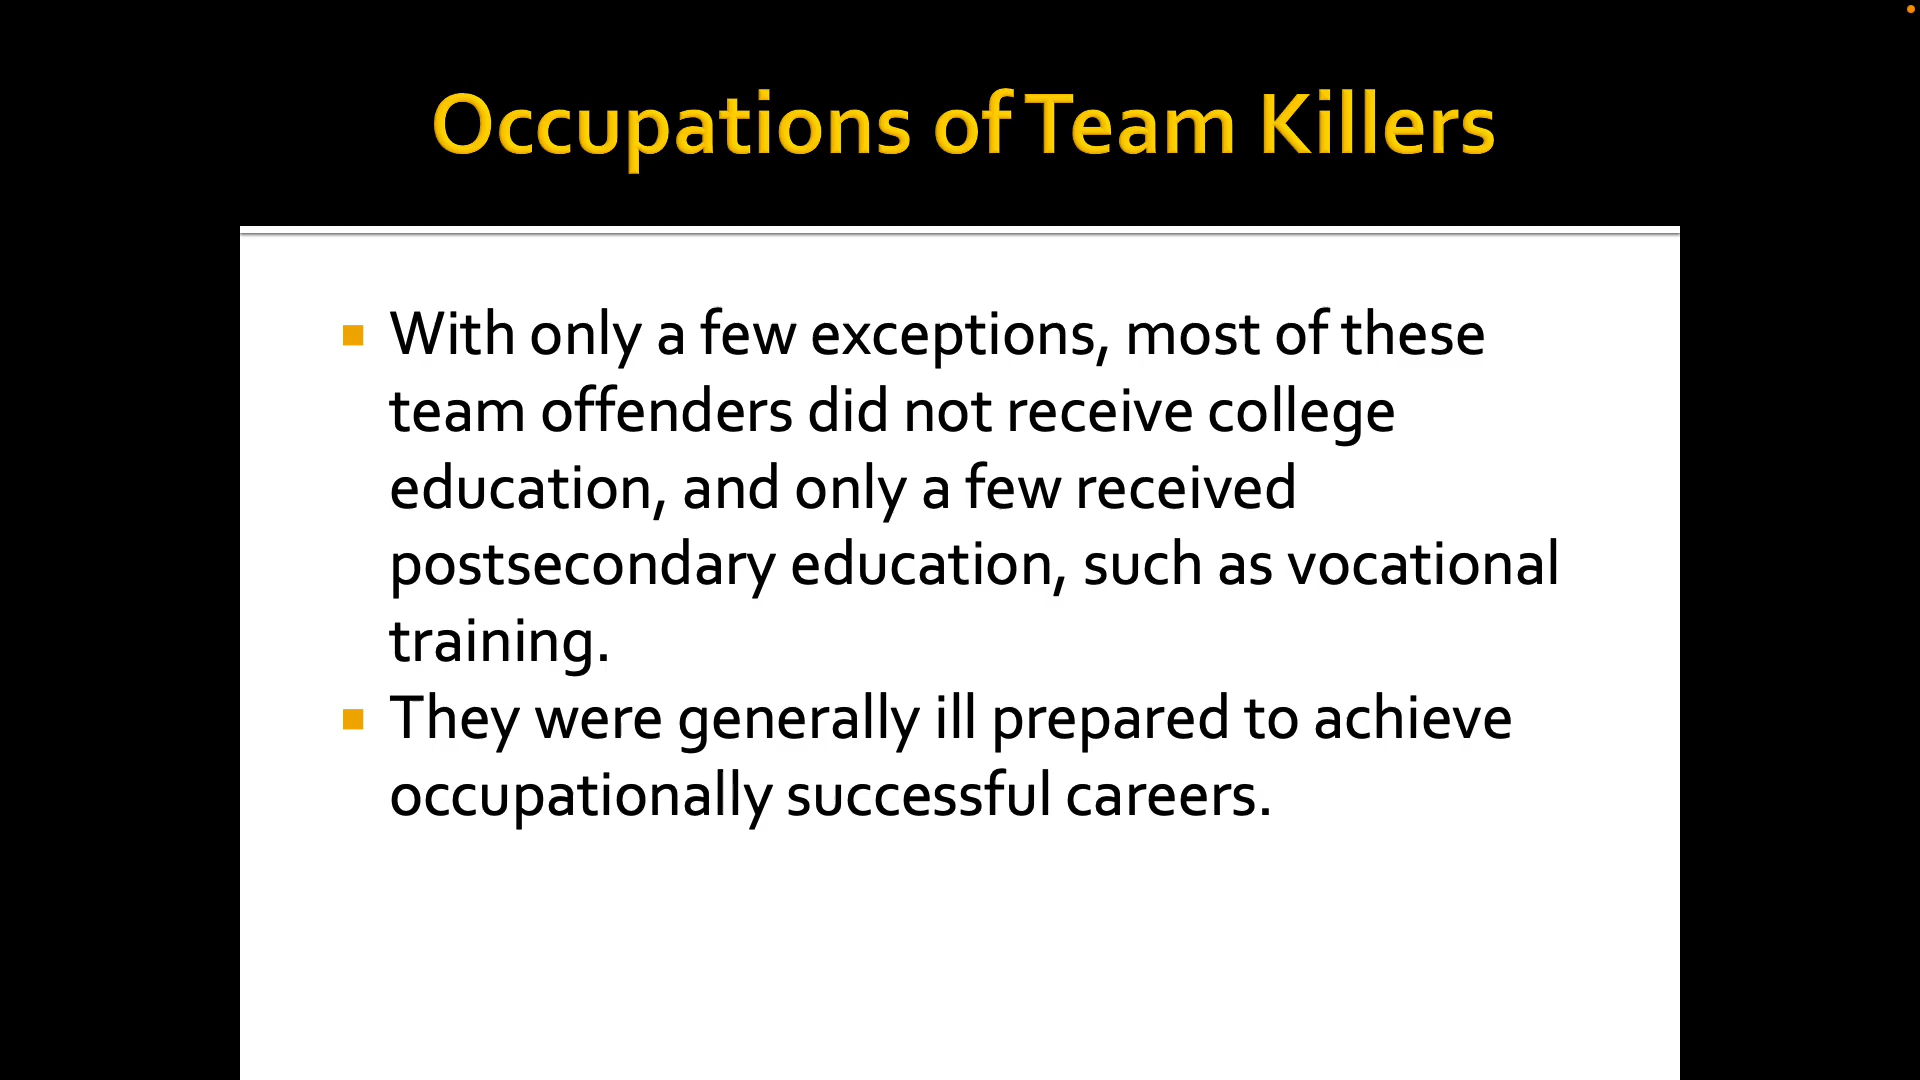 Occupations of Team Killers
With only a few exceptions, most of these
team offenders did not receive college
education, and only a few received
postsecondary education, such as vocational
training.
They were generally ill prepared to achieve
occupationally successful careers.